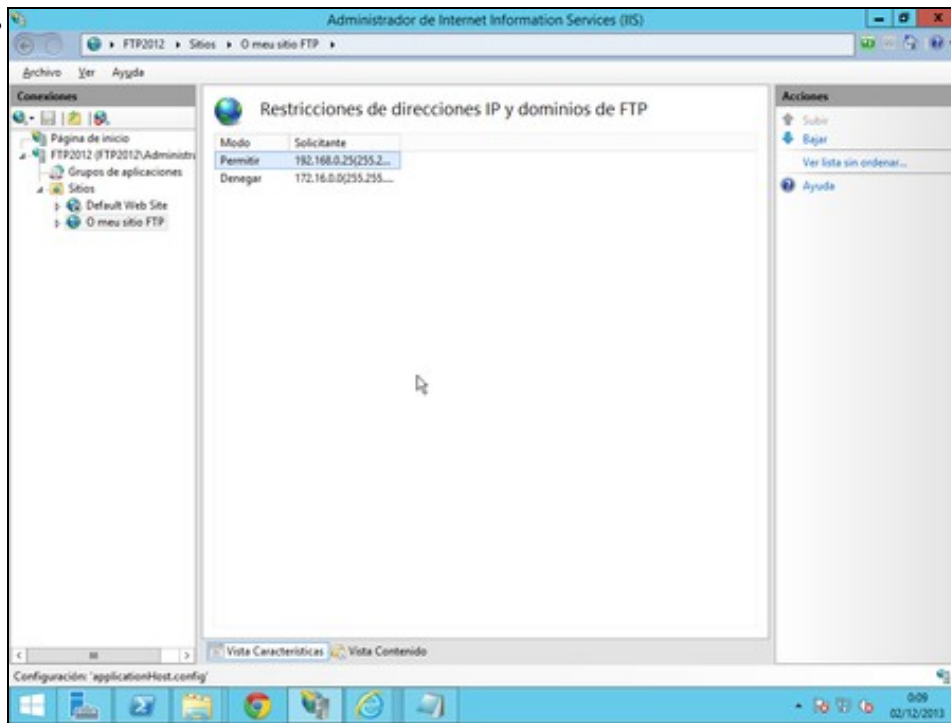 Administrador de Internet Information Services (IIS)
FTP2012 Sitios O meu sitio FTP
Archivo Ver Ayuda
Conexiones
Página de inicio
FTP2012 (FTP2012\Administr
Grupos de aplicaciones
Sitios
Default Web Site
O meu sitio FTP
Restricciones de direcciones IP y dominios de FTP
Modo Solicitante
Permitir 192.168.0.25(255.2...
Denegar 172.16.0.0(255.255....
Vista Características Vista Contenido
Acciones
Subir
Bajar
Ver lista sin ordenar...
Ayuda
Configuración: 'applicationHost.config'
0:09
02/12/2013